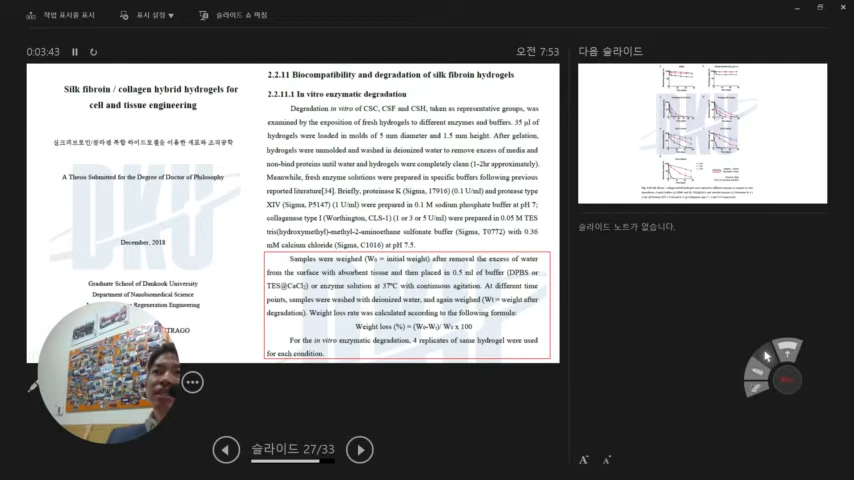 작업 표시줄 표시
표시 설정 ▼
슬라이드 쇼 마침
0:03:43
오전 7:53
다음 슬라이드
Silk fibroin / collagen hybrid hydrogels for
cell and tissue engineering
실크피브로인/콜라겐 복합 하이드로겔을 이용한 세포와 조직공학
A Thesis Submitted for the Degree of Doctor of Philosophy
December, 2018
Graduate School of Dankook University
Department of Nanobiomedical Science
Regeneration Engineering
TRAGO
2.2.11 Biocompatibility and degradation of silk fibroin hydrogels
2.2.11.1 In vitro enzymatic degradation
Degradation in vitro of CSC, CSF and CSH, taken as representative groups, was
examined by the exposition of fresh hydrogels to different enzymes and buffers. 35 µl of
hydrogels were loaded in molds of 5 mm diameter and 1.5 mm height. After gelation,
hydrogels were unmolded and washed in deionized water to remove excess of media and
non-bind proteins until water and hydrogels were completely clean (1-2hr approximately).
Meanwhile, fresh enzyme solutions were prepared in specific buffers following previous
reported literature[34]. Briefly, proteinase K (Sigma, 17916) (0.1 U/ml) and protease type
XIV (Sigma, P5147) (1 U/ml) were prepared in 0.1 M sodium phosphate buffer at pH 7;
collagenase type I (Worthington, CLS-1) (1 or 3 or 5 U/ml) were prepared in 0.05 M TES
tris(hydroxymethyl)-methyl-2-aminoethane sulfonate buffer (Sigma, T0772) with 0.36
mM calcium chloride (Sigma, C1016) at pH 7.5.
Samples were weighed (W₀ = initial weight) after removal the excess of water
from the surface with absorbent tissue and then placed in 0.5 ml of buffer (DPBS or
TES@CaCl₂) or enzyme solution at 37ºC with continuous agitation. At different time
points, samples were washed with deionized water, and again weighed (Wt = weight after
degradation). Weight loss rate was calculated according to the following formula:
Weight loss (%) = (W₀-Wₜ)/ W₀ x 100
For the in vitro enzymatic degradation, 4 replicates of same hydrogel were used
for each condition.
슬라이드 노트가 없습니다.
슬라이드 27/33
A
A